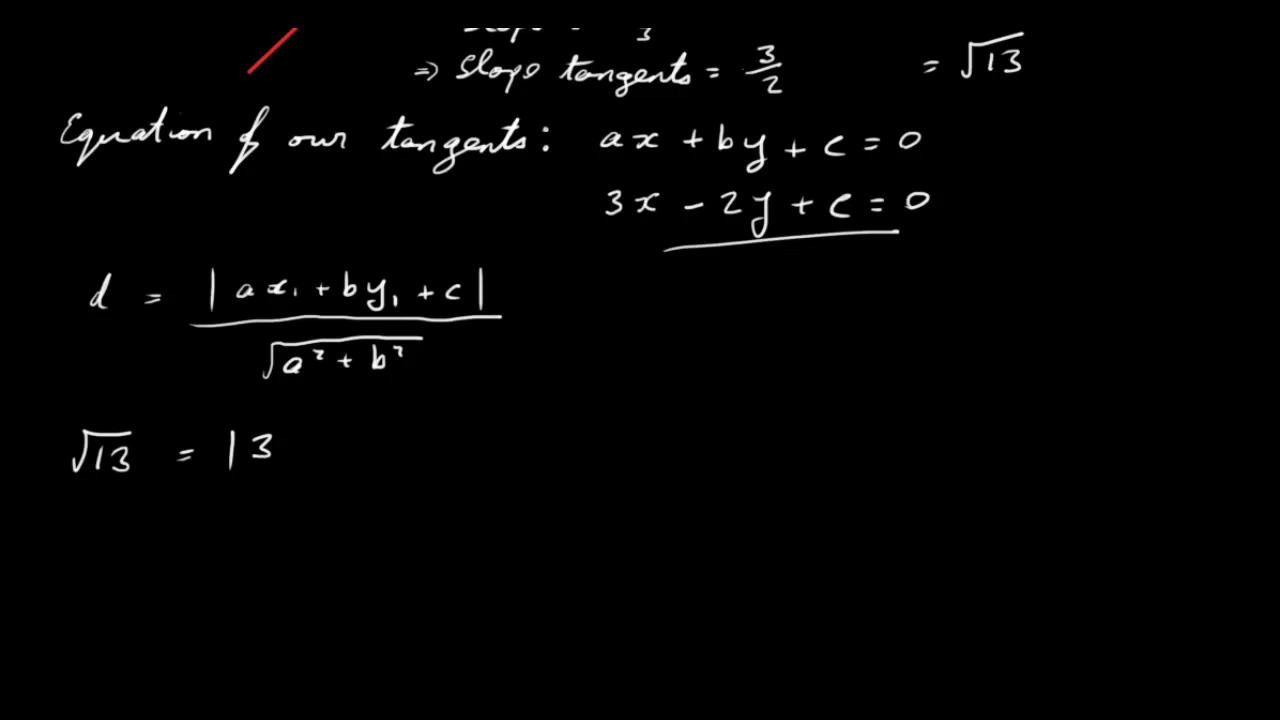 3
⇒ Slope tangents = 3/2 = √13
Equation of our tangents: ax + by + c = 0
3x - 2y + c = 0
d = |ax₁ + by₁ + c| / √a² + b²
√13 = |3